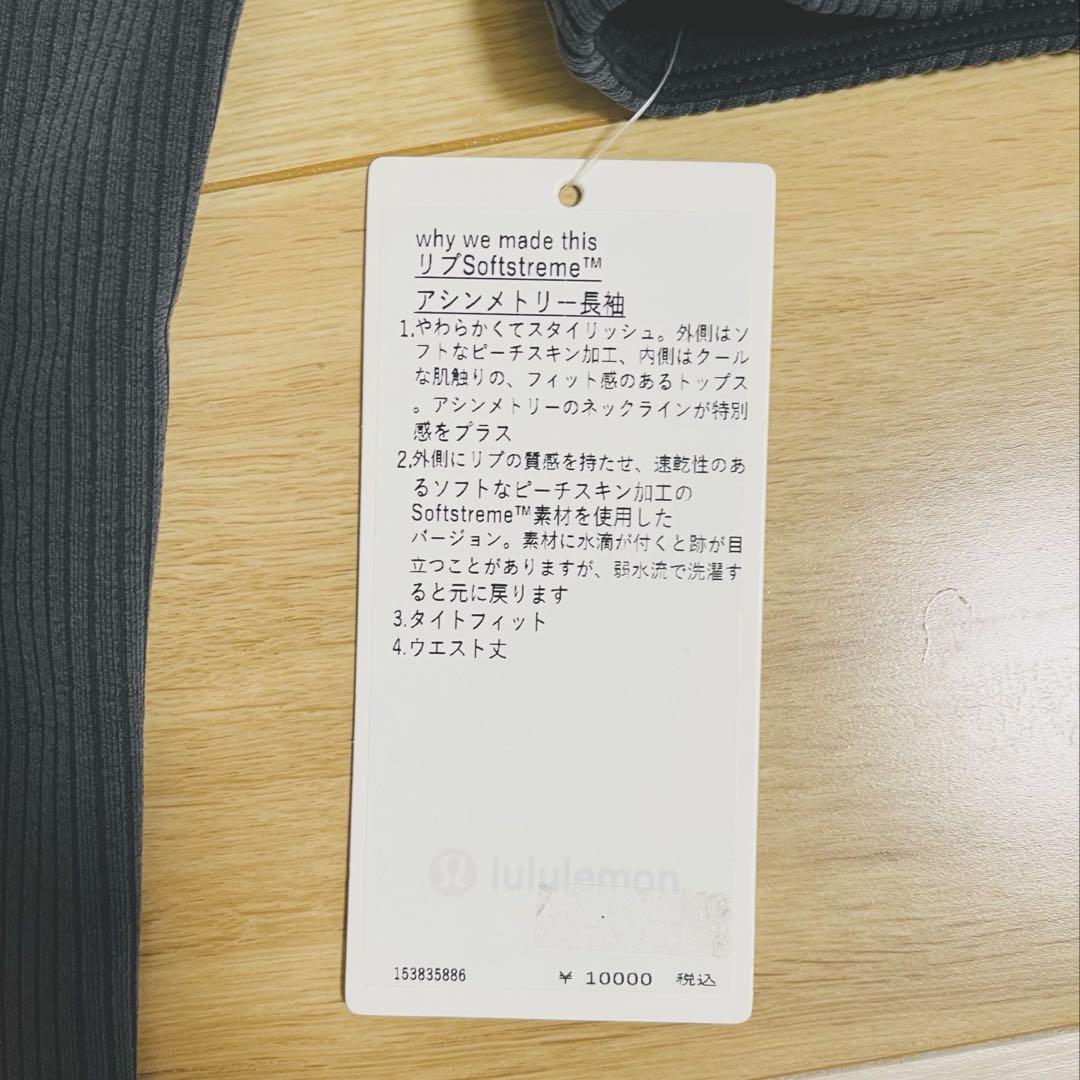 why we made this
リブSoftstreme™
アシンメトリー長袖
1.やわらかくてスタイリッシュ。外側はソ
フトなピーチスキン加工、内側はクール
な肌触りの、フィット感のあるトップス
。アシンメトリーのネックラインが特別
感をプラス
2.外側にリブの質感を持たせ、速乾性のあ
るソフトなピーチスキン加工の
Softstreme™素材を使用した
バージョン。素材に水滴が付くと跡が目
立つことがありますが、弱水流で洗濯す
ると元に戻ります
3.タイトフィット
4.ウエスト丈
lululemon
153835886 ¥ 10000 税込